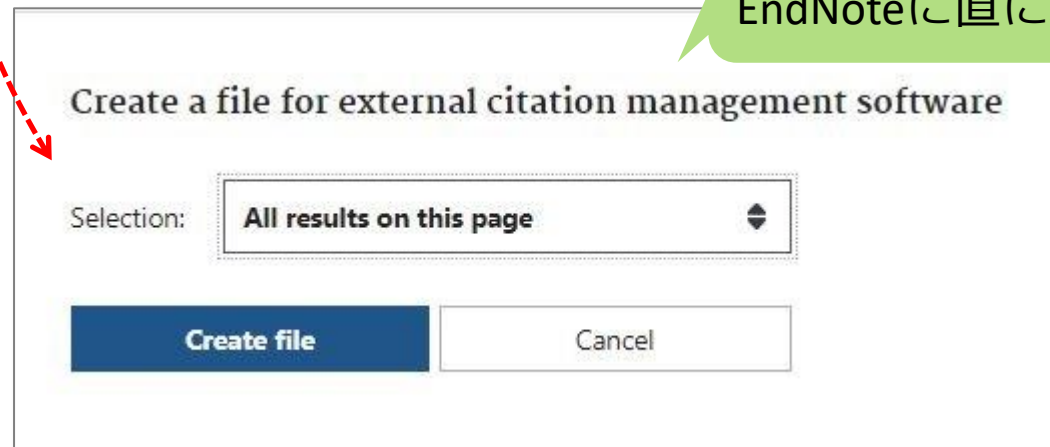 EndNoteに直に
Create a file for external citation management software
Selection: All results on this page
Create file Cancel